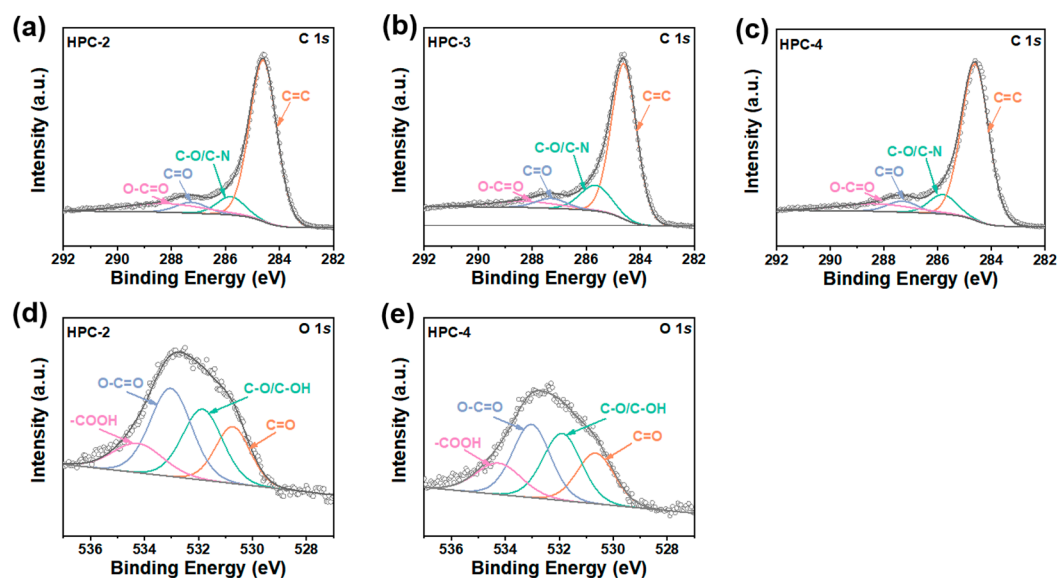 (a)
HPC-2
C 1s
C=C
C-O/C-N
C=O
O-C=O
Intensity (a.u.)
292 290 288 286 284 282
Binding Energy (eV)
(b)
HPC-3
C 1s
C=C
C-O/C-N
C=O
O-C=O
Intensity (a.u.)
292 290 288 286 284 282
Binding Energy (eV)
(c)
HPC-4
C 1s
C=C
C-O/C-N
C=O
O-C=O
Intensity (a.u.)
292 290 288 286 284 282
Binding Energy (eV)
(d)
HPC-2
O 1s
O-C=O
C-O/C-OH
-COOH
C=O
Intensity (a.u.)
536 534 532 530 528
Binding Energy (eV)
(e)
HPC-4
O 1s
O-C=O
C-O/C-OH
-COOH
C=O
Intensity (a.u.)
536 534 532 530 528
Binding Energy (eV)